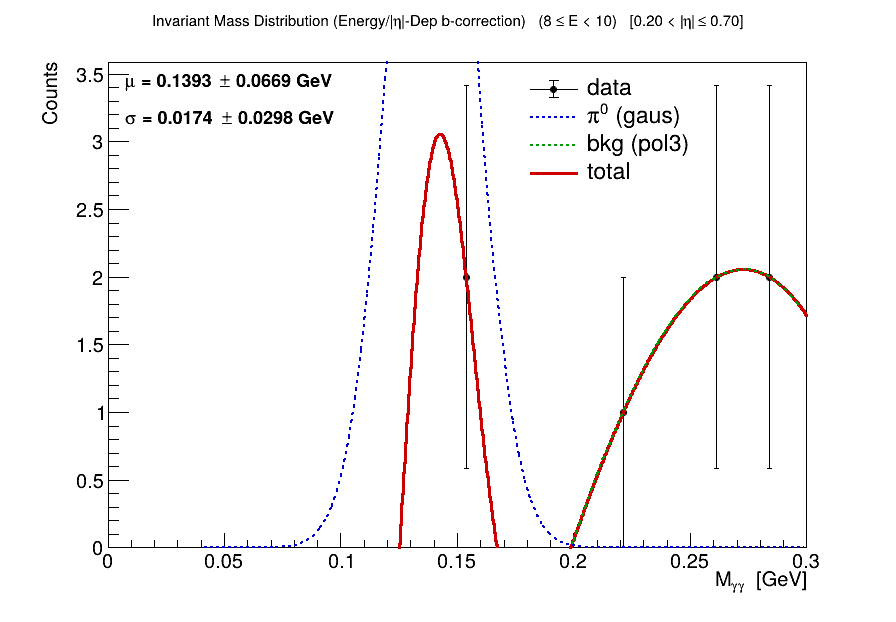 Invariant Mass Distribution (Energy/|η|-Dep b-correction)   (8 ≤ E < 10)   [0.20 < |η| ≤ 0.70]
Counts
μ = 0.1393 ± 0.0669 GeV
σ = 0.0174 ± 0.0298 GeV
data
π⁰ (gaus)
bkg (pol3)
total
3.5
3
2.5
2
1.5
1
0.5
0
0 0.05 0.1 0.15 0.2 0.25 0.3
M_γγ [GeV]